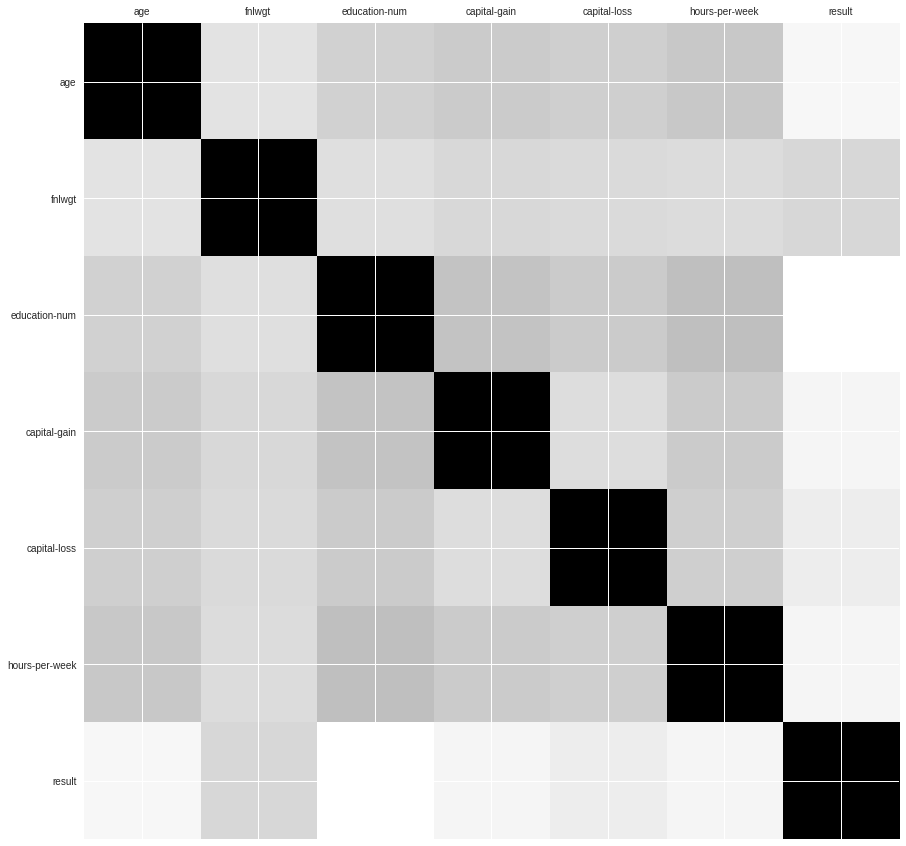 age fnlwgt education-num capital-gain capital-loss hours-per-week result
age
fnlwgt
education-num
capital-gain
capital-loss
hours-per-week
result